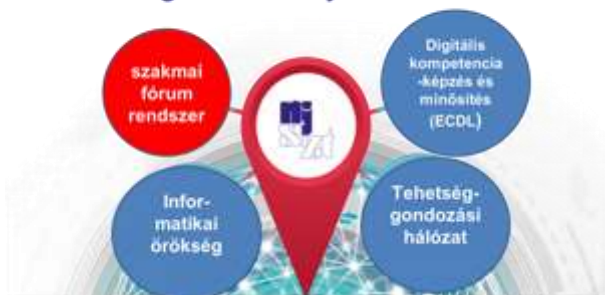 szakmai
fórum
rendszer
Digitális
kompetencia
-képzés és
minősítés
(ECDL)
Infor-
matikai
örökség
Tehetség-
gondozási
hálózat